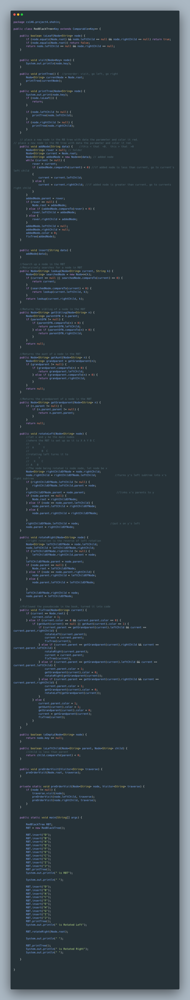 package cs146.project4.shohin;
public class RedBlackTree<Key extends Comparable<Key>> {
public boolean isLeaf(Node<String> node) {
if (node.equals(Node.root) && node.leftChild == null && node.rightChild == null) return true;
if (node.equals(Node.root)) return false;
return node.leftChild == null && node.rightChild == null;
}
public void visit(Node<Key> node) {
System.out.println(node.key);
}
public void printTree() {  //preorder: visit, go left, go right
Node<String> currentNode = Node.root;
printTree(currentNode);
}
public void printTree(Node<String> node) {
System.out.print(node.key);
if (node.isLeaf()) {
return;
}
if (node.leftChild != null) {
printTree(node.leftChild);
}
if (node.rightChild != null) {
printTree(node.rightChild);
}
}
// place a new node in the RB tree with data the parameter and color it red.
// place a new node in the RB tree with data the parameter and color it red.
public void addNode(String data) {    //this < that  <0.  this > that  >0
Node<String> rover = null; // holder
Node<String> current = Node.root;
Node<String> addedNode = new Node<>(data); // added node
while (current != null) {
rover = current;
if (addedNode.compareTo(current) < 0) //if added node is less than current, go to current's
left child
{
current = current.leftChild;
} else {
current = current.rightChild; //if added node is greater than current, go to currents
right child
}
}
addedNode.parent = rover;
if (rover == null) {
Node.root = addedNode;
} else if (addedNode.compareTo(rover) < 0) {
rover.leftChild = addedNode;
} else {
rover.rightChild = addedNode;
}
addedNode.leftChild = null;
addedNode.rightChild = null;
addedNode.color = 0;
fixTree(addedNode);
}
public void insert(String data) {
addNode(data);
}
//Search up a node in the RBT
//Recursively searches for a node in RBT
public Node<String> lookup(Node<String> current, String k) {
Node<String> searchedNode = new Node<>(k);
if (current == null || searchedNode.compareTo(current) == 0) {
return current;
}
if (searchedNode.compareTo(current) < 0) {
return lookup(current.leftChild, k);
}
return lookup(current.rightChild, k);
}
//Returns the sibling of a node in the RBT
public Node<String> getSibling(Node<String> n) {
Node<String> parentOfN = n.parent;
if (parentOfN != null) {
if (parentOfN.compareTo(n) < 0) {
return parentOfN.leftChild;
} else if (parentOfN.compareTo(n) > 0) {
return parentOfN.rightChild;
}
}
return null;
}
//Returns the aunt of a node in the RBT
public Node<String> getAunt(Node<String> n) {
Node<String> grandparent = getGrandparent(n);
if (grandparent != null) {
if (grandparent.compareTo(n) < 0) {
return grandparent.leftChild;
} else if (grandparent.compareTo(n) > 0) {
return grandparent.rightChild;
}
}
return null;
}
//Returns the grandparent of a node in the RBT
public Node<String> getGrandparent(Node<String> n) {
if (n.parent != null) {
if (n.parent.parent != null) {
return n.parent.parent;
}
}
return null;
}
public void rotateLeft(Node<String> node) {
//let x and y be the main nodes
//where the RBT is set up so it is X A Y B C
//      X
//  A      Y
//        B  C
//rotating left turns it to
//      Y
//   X    C
// A   B
//The node being rotated is node node, let node be x
Node<String> rightChildOfNode = node.rightChild;
node.rightChild = rightChildOfNode.leftChild;            //turns y's left subtree into x's
right subtree
if (rightChildOfNode.leftChild != null) {
rightChildOfNode.leftChild.parent = node;
}
rightChildOfNode.parent = node.parent;                    //links x's parents to y
if (node.parent == null) {
Node.root = rightChildOfNode;
} else if (node == node.parent.leftChild) {
node.parent.leftChild = rightChildOfNode;
} else {
node.parent.rightChild = rightChildOfNode;
}
rightChildOfNode.leftChild = node;                    //put x on y's left
node.parent = rightChildOfNode;
}
public void rotateRight(Node<String> node) {
//right rotation is the reverse of left rotation
Node<String> leftChildOfNode = node.leftChild;
node.leftChild = leftChildOfNode.rightChild;
if (leftChildOfNode.rightChild != null) {
leftChildOfNode.rightChild.parent = node;
}
leftChildOfNode.parent = node.parent;
if (node.parent == null) {
Node.root = leftChildOfNode;
} else if (node == node.parent.rightChild) {
node.parent.rightChild = leftChildOfNode;
} else {
node.parent.leftChild = leftChildOfNode;
}
leftChildOfNode.rightChild = node;
node.parent = leftChildOfNode;
}
//Followed the pseudocode in the book, turned it into code
public void fixTree(Node<String> current) {
if (current == Node.root) {
current.color = 1;
} else if (current.color == 0 && current.parent.color == 0) {
if (getAunt(current) == null || getAunt(current).color == 1) {
if (current.parent == getGrandparent(current).leftChild && current ==
current.parent.rightChild) {
rotateLeft(current.parent);
current = current.parent;
fixTree(current);
} else if (current.parent == getGrandparent(current).rightChild && current ==
current.parent.leftChild) {
rotateRight(current.parent);
current = current.parent;
fixTree(current);
} else if (current.parent == getGrandparent(current).leftChild && current ==
current.parent.leftChild) {
current.parent.color = 1;
getGrandparent(current).color = 0;
rotateRight(getGrandparent(current));
} else if (current.parent == getGrandparent(current).rightChild && current ==
current.parent.rightChild) {
current.parent.color = 1;
getGrandparent(current).color = 0;
rotateLeft(getGrandparent(current));
}
} else {
current.parent.color = 1;
getAunt(current).color = 1;
getGrandparent(current).color = 0;
current = getGrandparent(current);
fixTree(current);
}
}
}
public boolean isEmpty(Node<String> node) {
return node.key == null;
}
public boolean isLeftChild(Node<String> parent, Node<String> child) {
//child is less than parent
return child.compareTo(parent) < 0;
}
public void preOrderVisit(Visitor<String> traverse) {
preOrderVisit(Node.root, traverse);
}
private static void preOrderVisit(Node<String> node, Visitor<String> traverse) {
if (node != null) {
traverse.visit(node);
preOrderVisit(node.leftChild, traverse);
preOrderVisit(node.rightChild, traverse);
}
}
public static void main(String[] args) {
RedBlackTree RBT;
RBT = new RedBlackTree();
RBT.insert("D");
RBT.insert("B");
RBT.insert("A");
RBT.insert("Q");
RBT.insert("F");
RBT.insert("E");
RBT.insert("C");
RBT.insert("G");
RBT.insert("I");
RBT.insert("J");
RBT.printTree();
System.out.println(" is RBT");
System.out.println(" ");
RBT.insert("D");
RBT.insert("B");
RBT.insert("A");
RBT.insert("C");
RBT.insert("F");
RBT.insert("E");
RBT.insert("H");
RBT.insert("G");
RBT.insert("I");
RBT.insert("J");
RBT.printTree();
System.out.println(" is Rotated Left");
RBT.rotateRight(Node.root);
System.out.println(" ");
RBT.printTree();
System.out.println(" is Rotated Right");
System.out.println(" ");
}
}